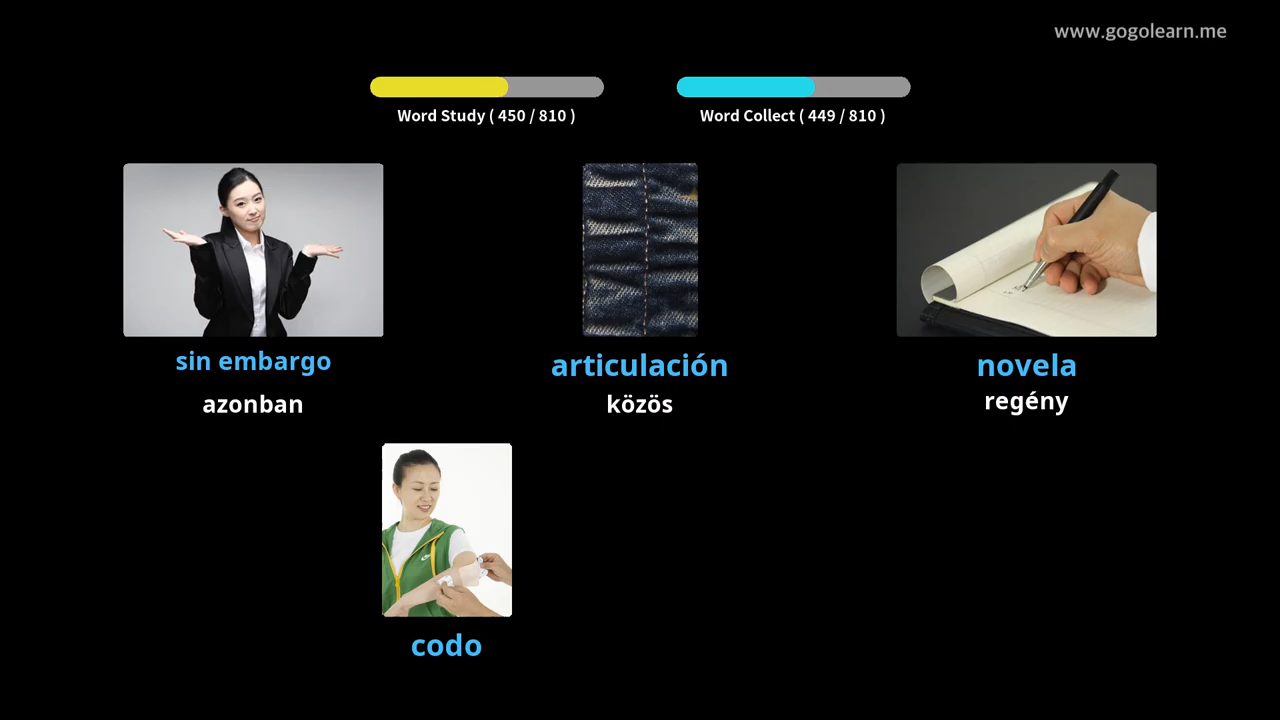 www.gogolearn.me
Word Study ( 450 / 810 )
Word Collect ( 449 / 810 )
sin embargo
azonban
articulación
közös
novela
regény
codo